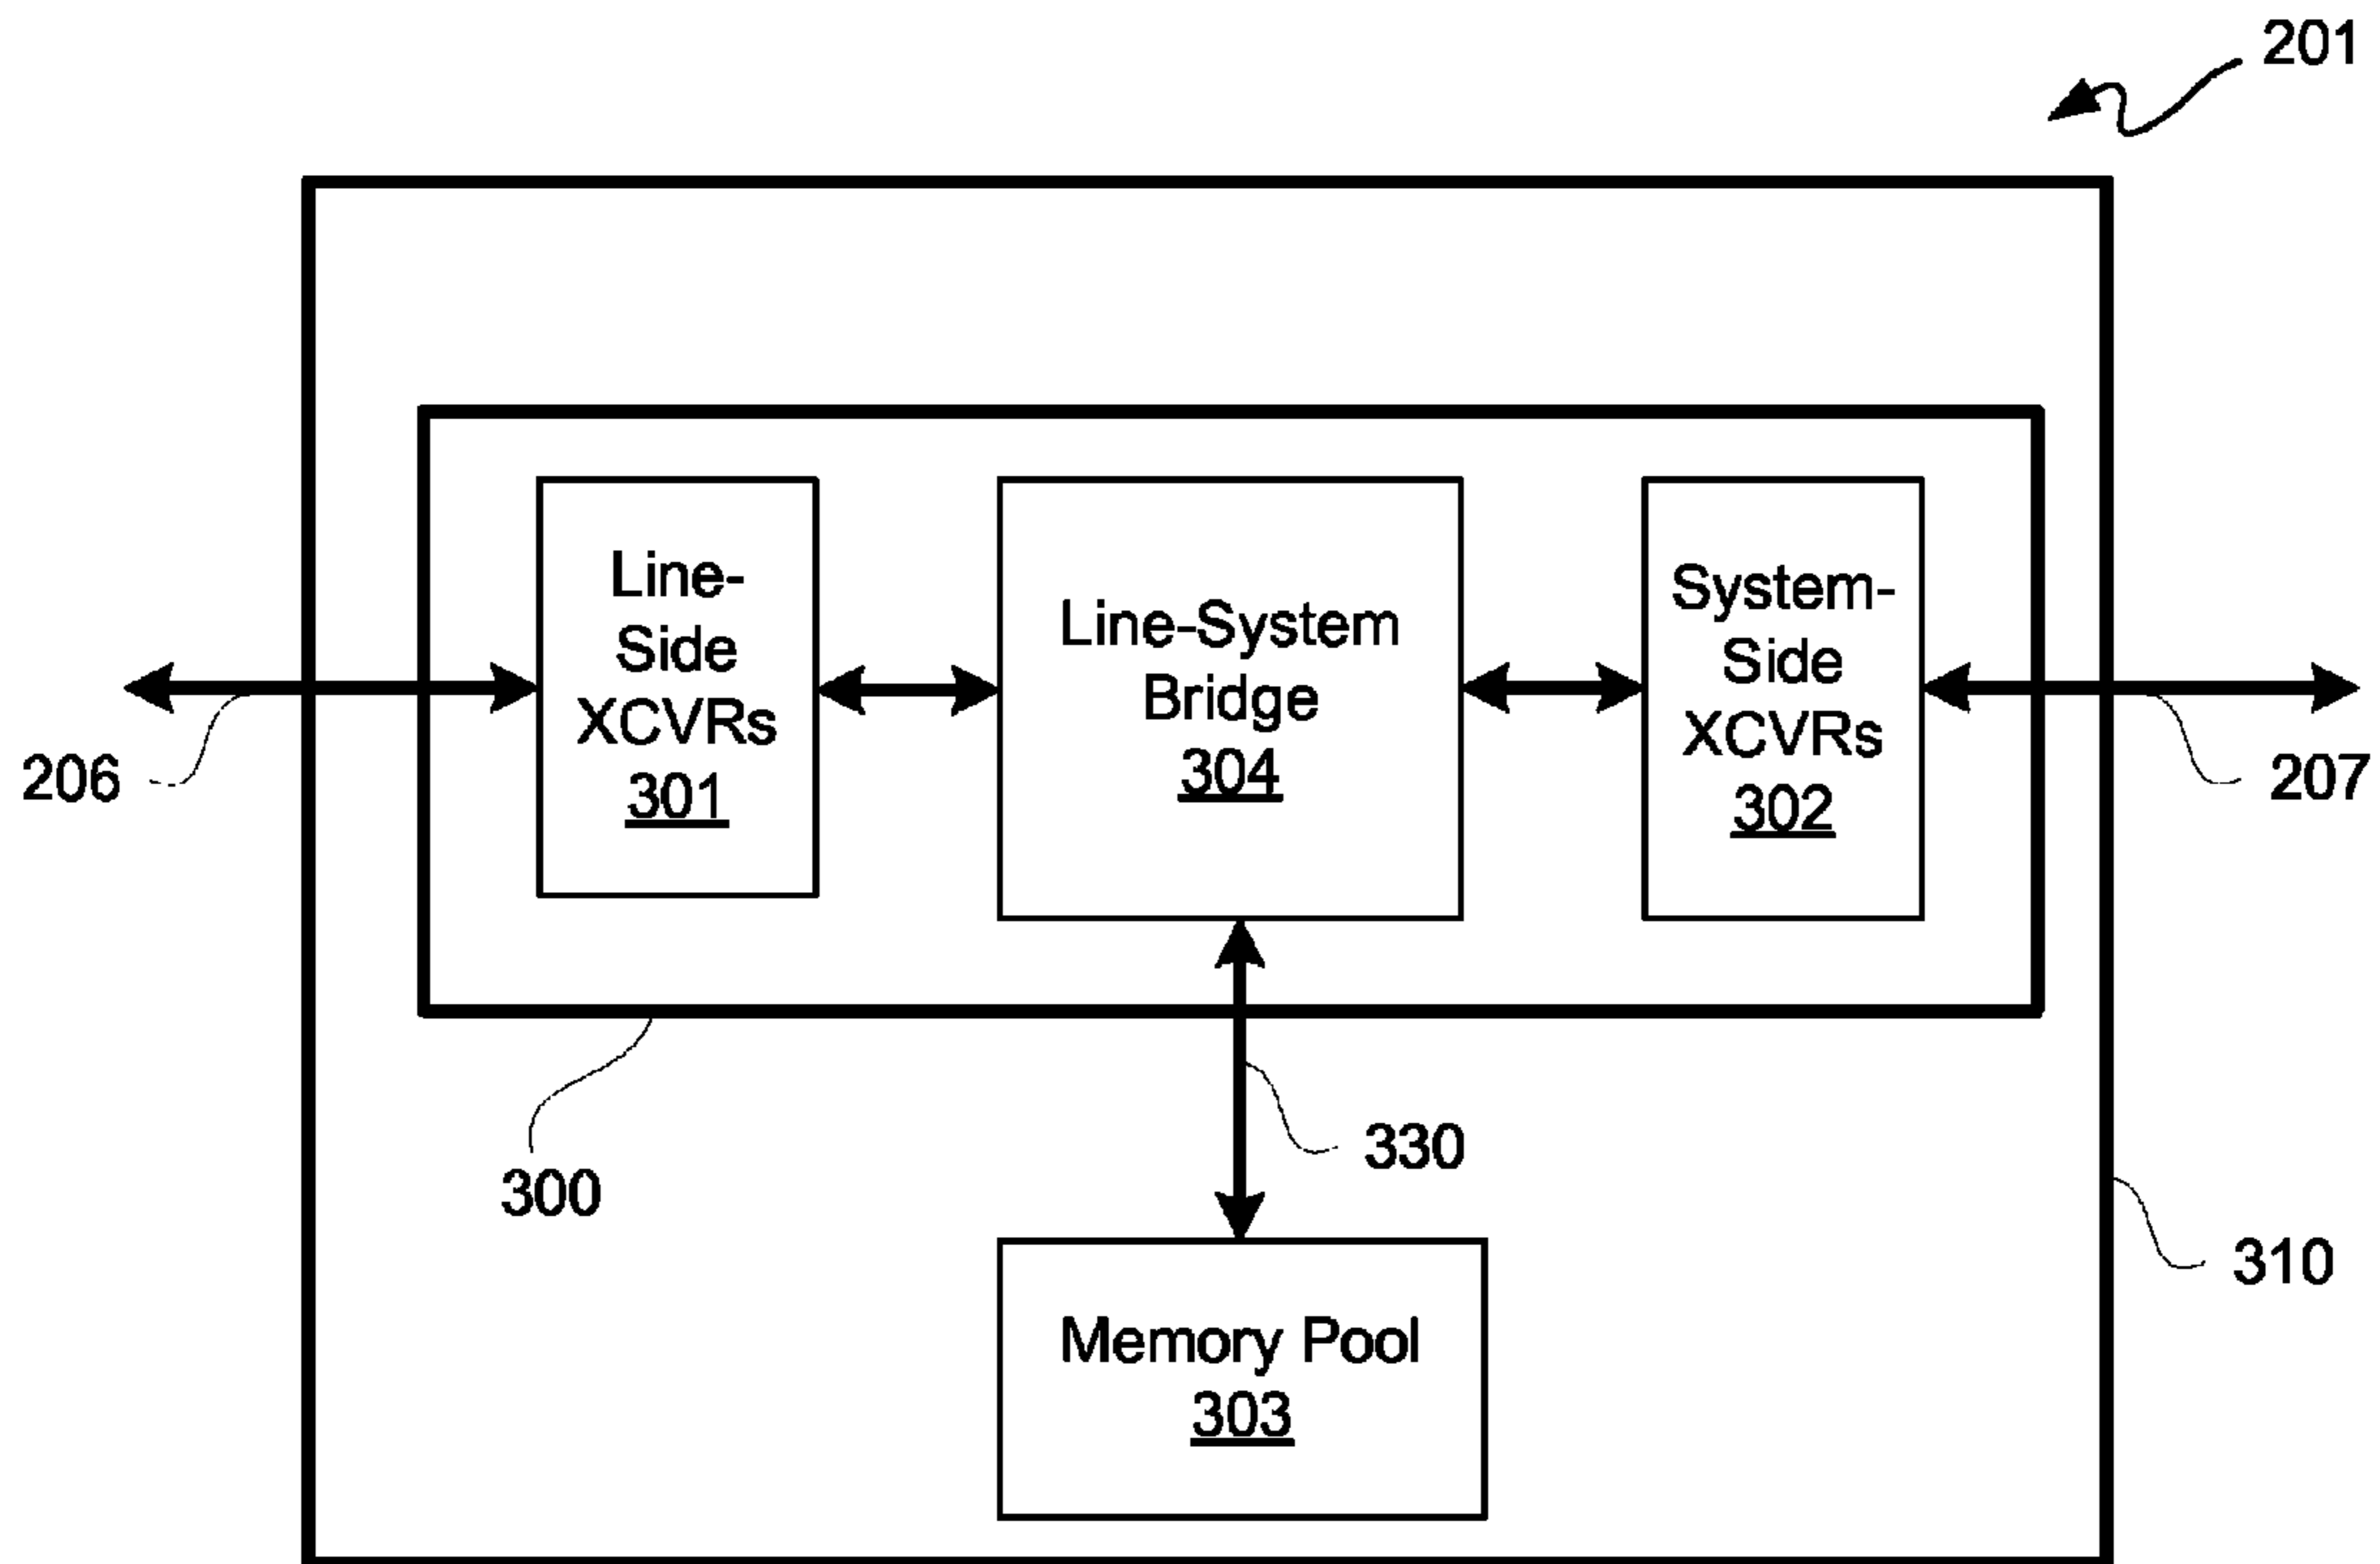 201
Line-
Side
XCVRs
301
Line-System
Bridge
304
System-
Side
XCVRs
302
206
207
300
330
310
Memory Pool
303